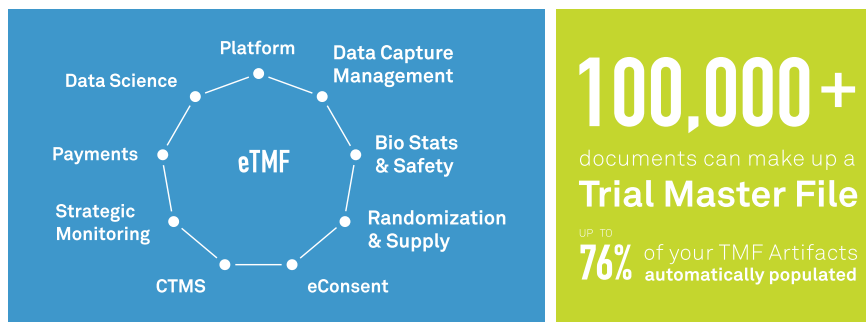 Platform
Data Capture
Management
Data Science
Bio Stats
& Safety
Payments
eTMF
Strategic
Monitoring
Randomization
& Supply
CTMS
eConsent
100,000+
documents can make up a
Trial Master File
UP TO
76% of your TMF Artifacts
automatically populated